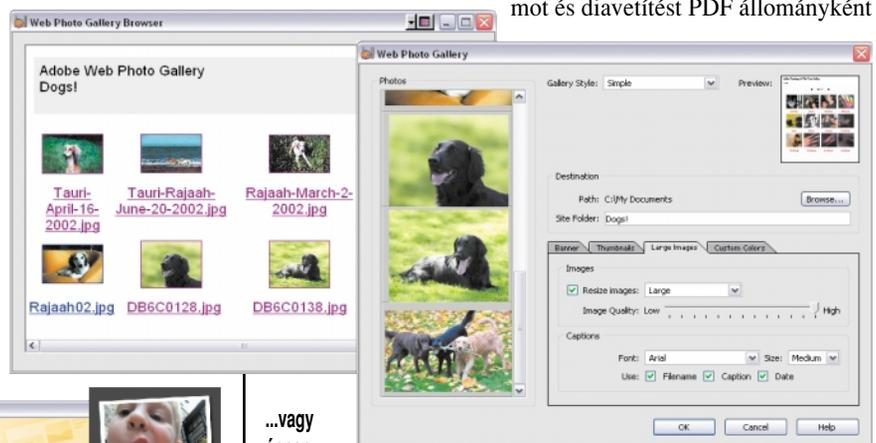 mot és diavetítést PDF állományként
Web Photo Gallery Browser
Adobe Web Photo Gallery
Dogs!
Tauri-
April-16-
2002.jpg
Tauri-Rajaah-
June-20-2002.jpg
Rajaah-March-2-
2002.jpg
Rajaah02.jpg
DB6C0128.jpg
DB6C0138.jpg
Web Photo Gallery
Photos
Gallery Style: Simple
Preview:
Destination
Path: C:\My Documents
Browse...
Site Folder: Dogs!
Banner Thumbnails Large Images Custom Colors
Images
Resize images: Large
Image Quality: Low High
Captions
Font: Arial Size: Medium
Use: Filename Caption Date
OK Cancel Help
...vagy